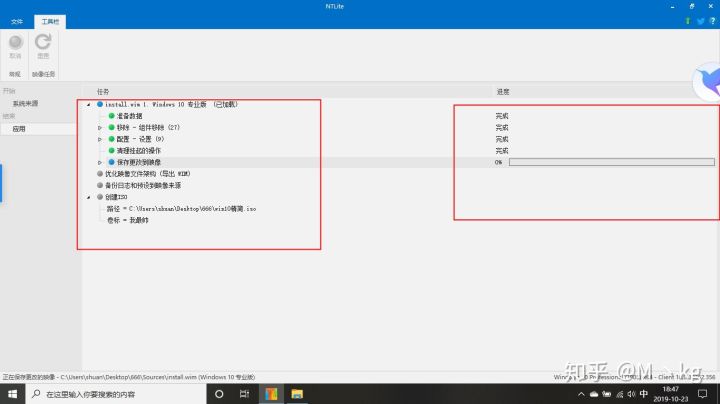 NTLite
文件 工具栏
取消 重置
常规 映像任务
开始
系统来源
结束
应用
任务 进度
install.wim 1. Windows 10 专业版 (已加载)
准备数据 完成
移除 - 组件移除 (27) 完成
配置 - 设置 (9) 完成
清理挂起的操作 完成
保存更改到映像 0%
优化映像文件架构 (导出 WIM)
备份日志和预设到映像来源
创建ISO
路径 = C:\Users\shuan\Desktop\666\win10精简.iso
卷标 = 我最帅
正在保存更改的映像 - C:\Users\shuan\Desktop\666\Sources\install.wim (Windows 10 专业版)
知乎
在这里输入你要搜索的内容
中
18:47
2019-10-23